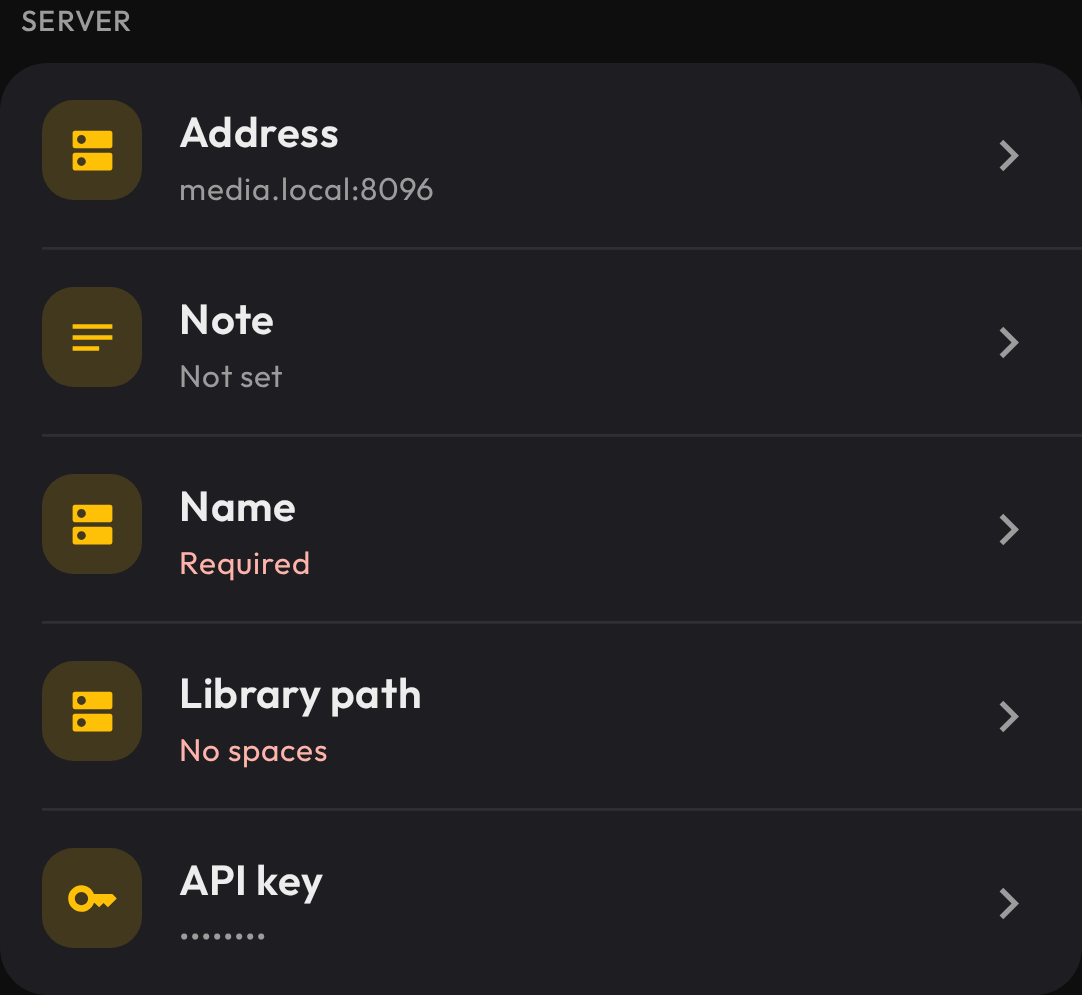 SERVER
Address
media.local:8096
Note
Not set
Name
Required
Library path
No spaces
API key
••••••••